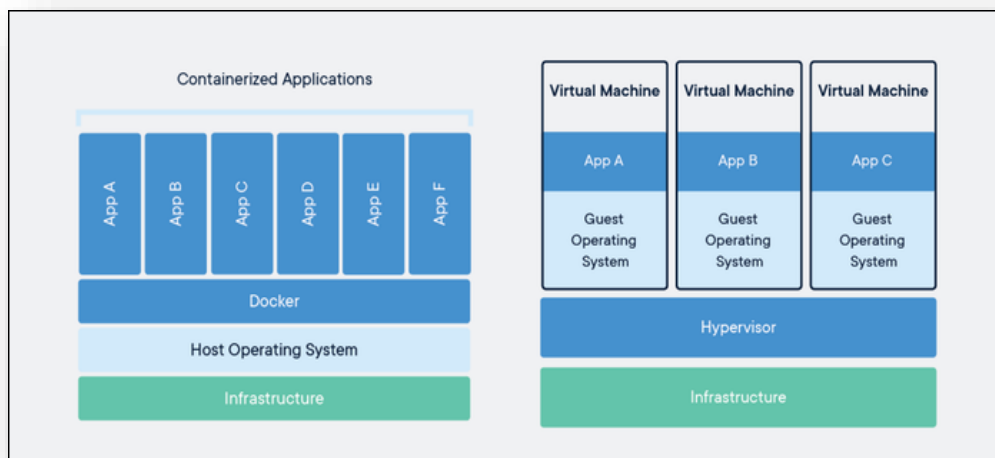 Containerized Applications
App A
App B
App C
App D
App E
App F
Docker
Host Operating System
Infrastructure
Virtual Machine
App A
Guest
Operating
System
Virtual Machine
App B
Guest
Operating
System
Virtual Machine
App C
Guest
Operating
System
Hypervisor
Infrastructure